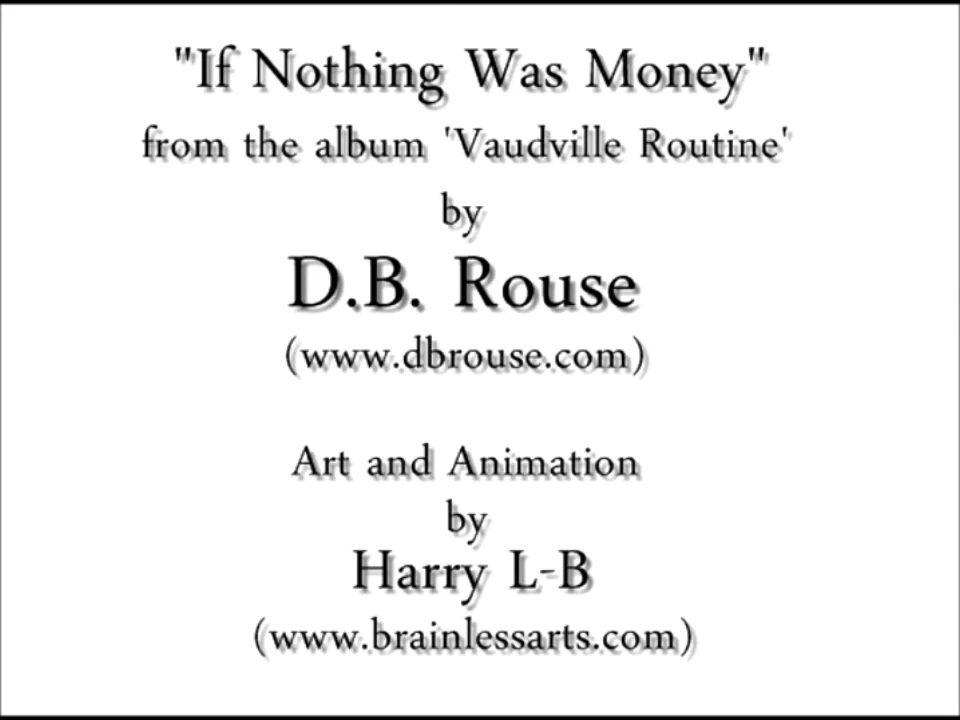 "If Nothing Was Money"
from the album 'Vaudville Routine'
by
D.B. Rouse
(www.dbrouse.com)
Art and Animation
by
Harry L-B
(www.brainlessarts.com)